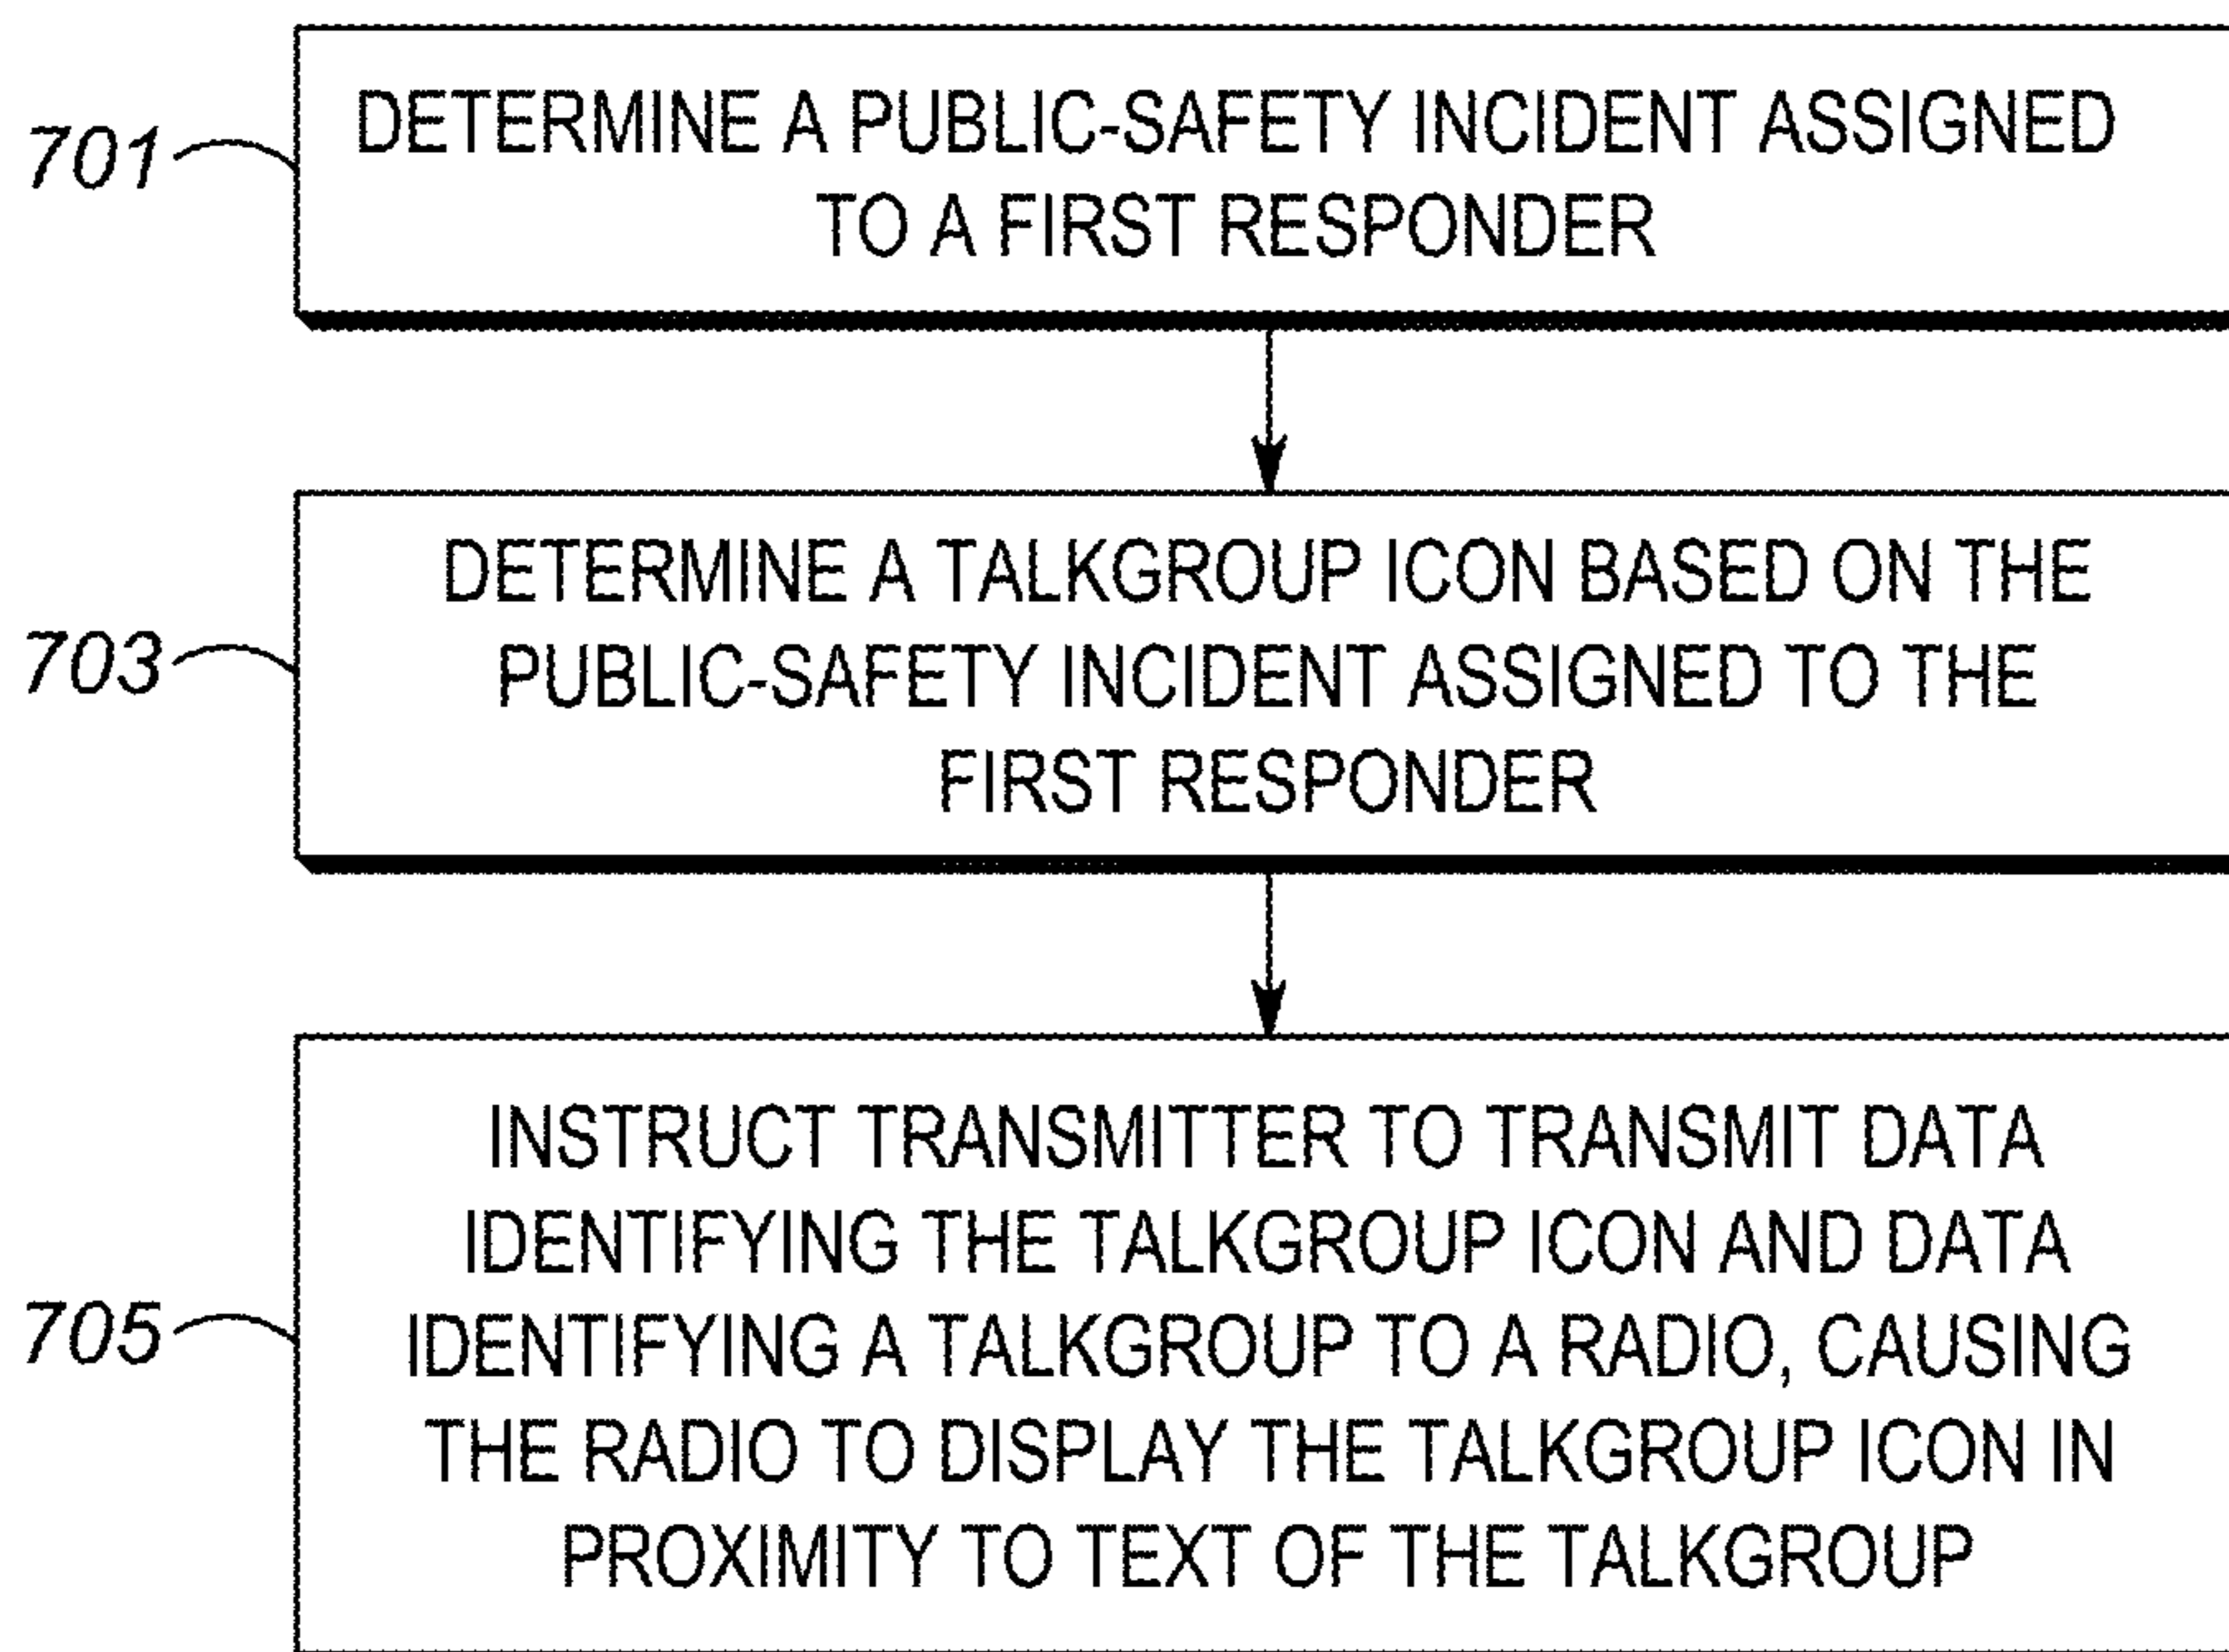 701
DETERMINE A PUBLIC-SAFETY INCIDENT ASSIGNED
TO A FIRST RESPONDER
703
DETERMINE A TALKGROUP ICON BASED ON THE
PUBLIC-SAFETY INCIDENT ASSIGNED TO THE
FIRST RESPONDER
705
INSTRUCT TRANSMITTER TO TRANSMIT DATA
IDENTIFYING THE TALKGROUP ICON AND DATA
IDENTIFYING A TALKGROUP TO A RADIO, CAUSING
THE RADIO TO DISPLAY THE TALKGROUP ICON IN
PROXIMITY TO TEXT OF THE TALKGROUP